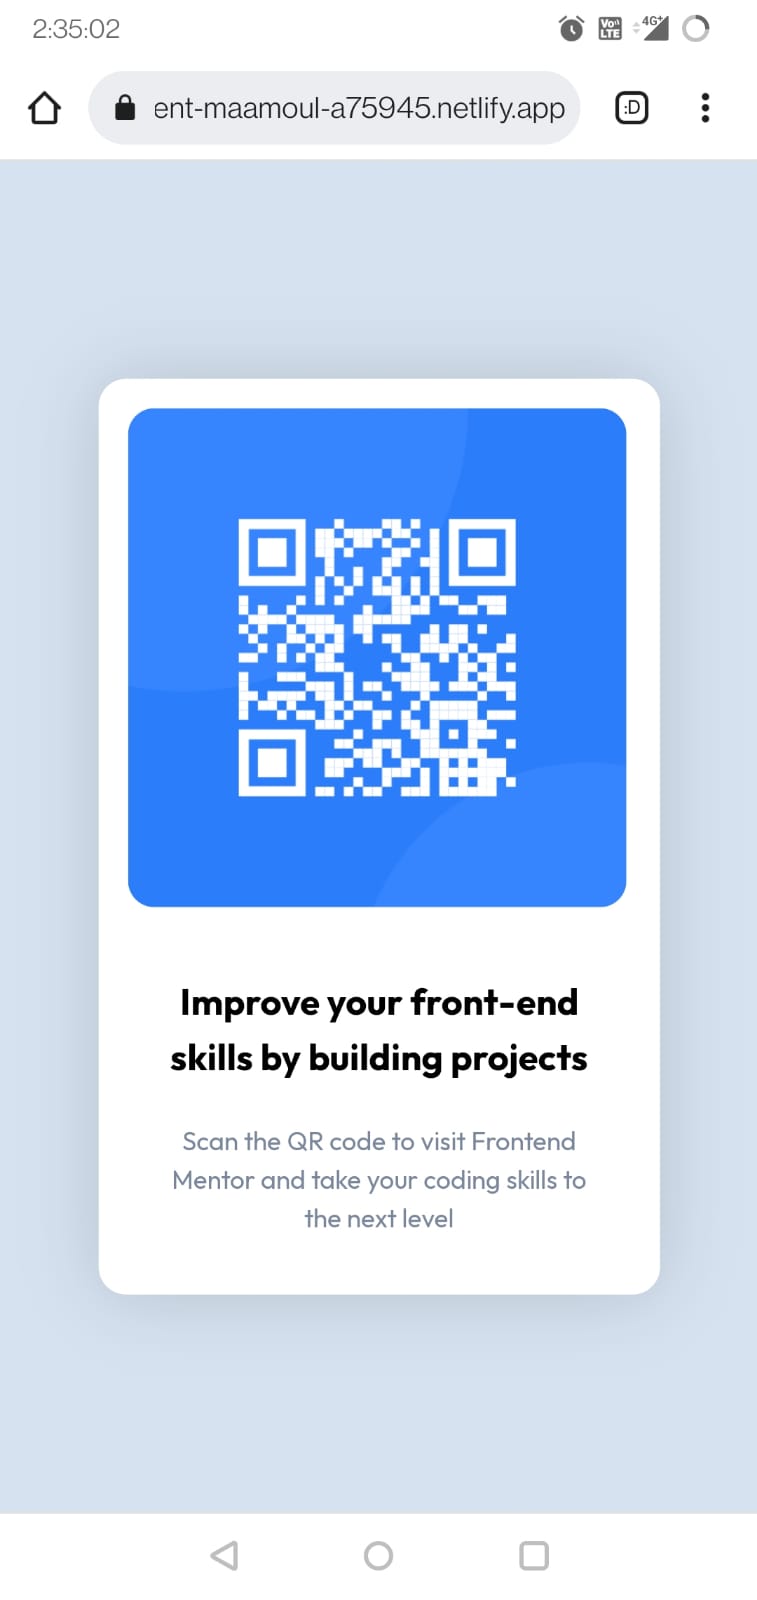 2:35:02
Vo))
LTE
4G+
ent-maamoul-a75945.netlify.app
:D
Improve your front-end
skills by building projects
Scan the QR code to visit Frontend
Mentor and take your coding skills to
the next level